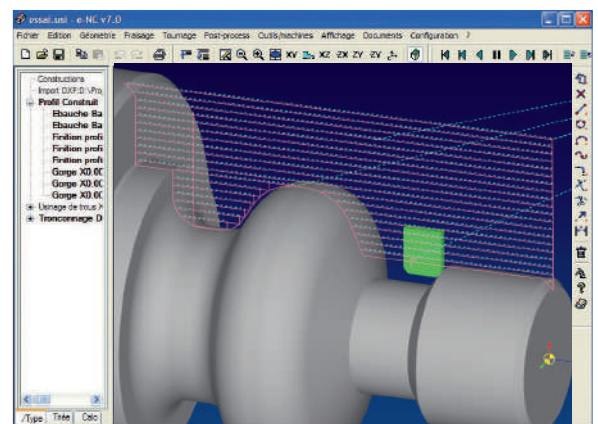 essai.usi - e-NC v7.0
Fichier Edition Géométrie Fraisage Tournage Post-process Outils/machines Affichage Documents Configuration ?
XY XZ ZX ZY
Constructions
Import DXF:D:\Pro
Profil Construit
Ebauche Ba
Ebauche Ba
Finition profi
Finition profi
Finition profi
Gorge X0.00
Gorge X0.00
Gorge X0.00
Usinage de trous X
Tronconnage D
/Type Triée Calc